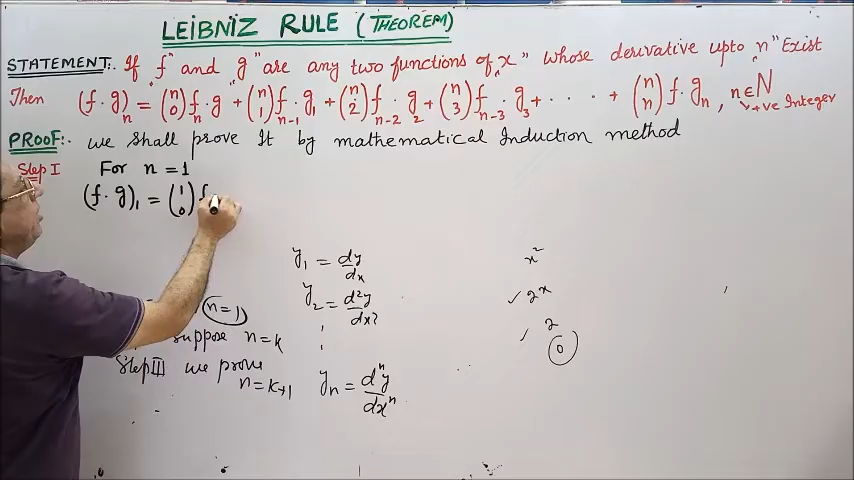 LEIBNIZ RULE (THEOREM)
STATEMENT:- If "f" and "g" are any two functions of "x" whose derivative upto "n" Exist
Then (f·g)ₙ = (n 0) fₙ·g + (n 1) fₙ₋₁·g₁ + (n 2) fₙ₋₂·g₂ + (n 3) fₙ₋₃·g₃ + · · · · + (n n) f·gₙ , n∈N
+ve Integer
PROOF:- we shall prove It by mathematical Induction method
Step I For n = 1
(f·g)₁ = (1 0) f
y₁ = dy/dx
x²
n=1
y₂ = d²y/dx²
2x
suppose n=k
2
0
Step III we prove
n=k+1
yₙ = dⁿy/dxⁿ